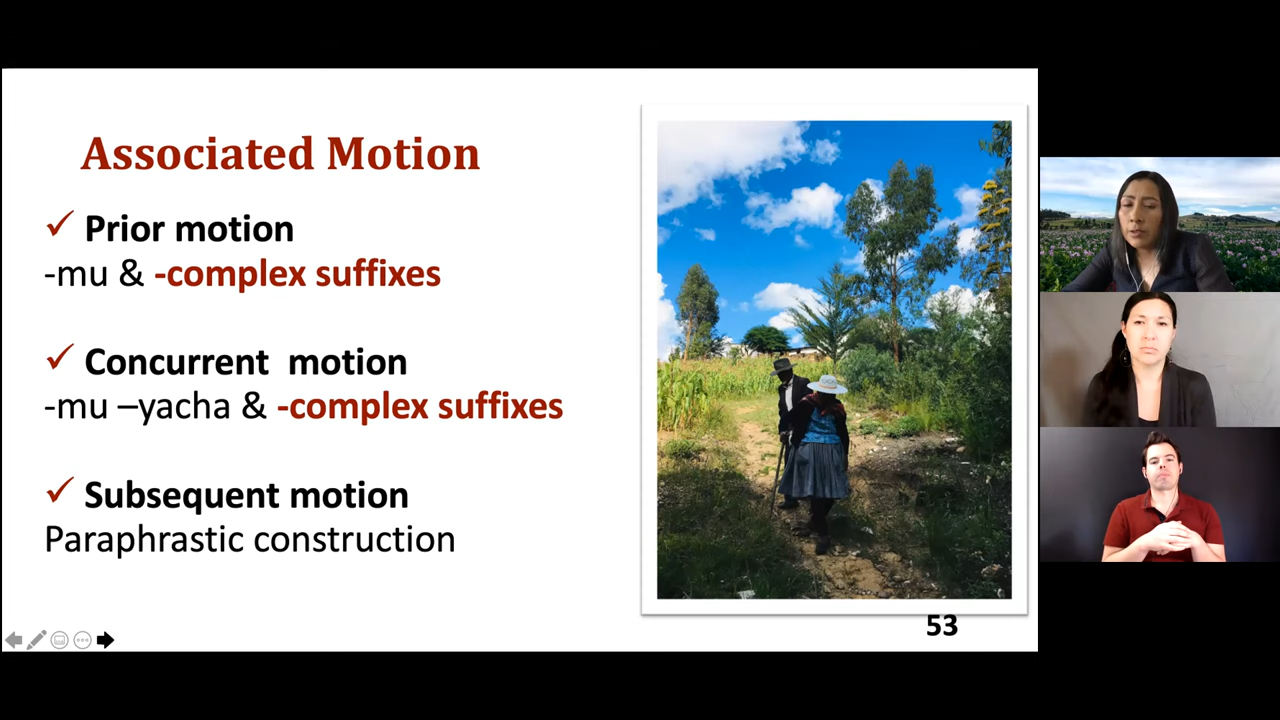 Associated Motion
✓ Prior motion
-mu & -complex suffixes
✓ Concurrent motion
-mu –yacha & -complex suffixes
✓ Subsequent motion
Paraphrastic construction
53